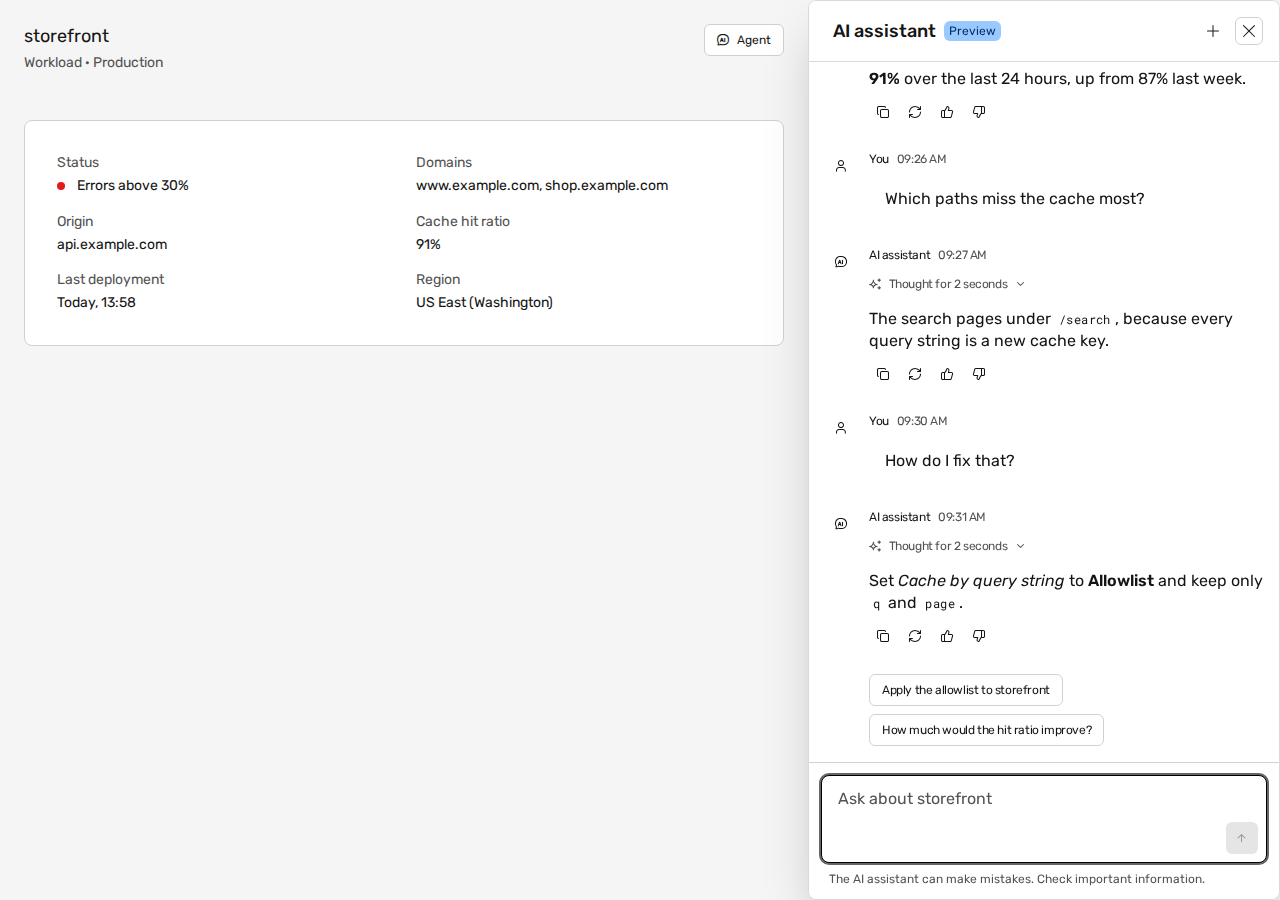 storefront
Workload • Production
Agent
Status
Errors above 30%
Domains
www.example.com, shop.example.com
Origin
api.example.com
Cache hit ratio
91%
Last deployment
Today, 13:58
Region
US East (Washington)
AI assistant Preview
91% over the last 24 hours, up from 87% last week.
You 09:26 AM
Which paths miss the cache most?
AI assistant 09:27 AM
Thought for 2 seconds
The search pages under /search, because every
query string is a new cache key.
You 09:30 AM
How do I fix that?
AI assistant 09:31 AM
Thought for 2 seconds
Set Cache by query string to Allowlist and keep only
q and page.
Apply the allowlist to storefront
How much would the hit ratio improve?
Ask about storefront
The AI assistant can make mistakes. Check important information.